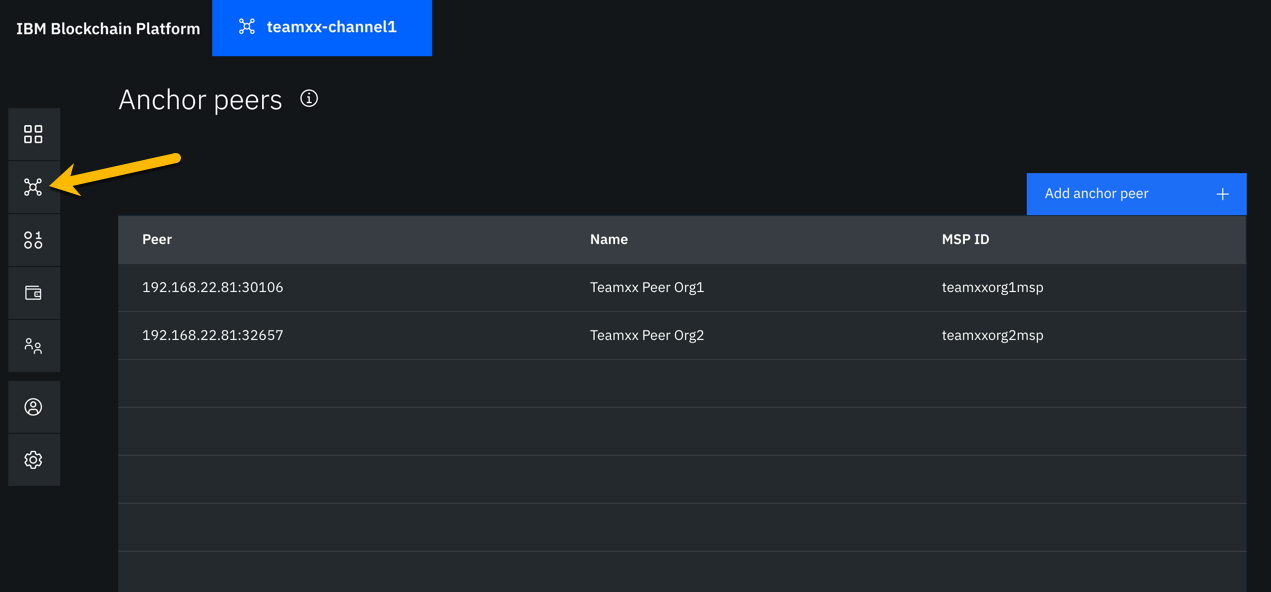 IBM Blockchain Platform
teamxx-channel1
Anchor peers
Add anchor peer
Peer Name MSP ID
192.168.22.81:30106 Teamxx Peer Org1 teamxxorg1msp
192.168.22.81:32657 Teamxx Peer Org2 teamxxorg2msp